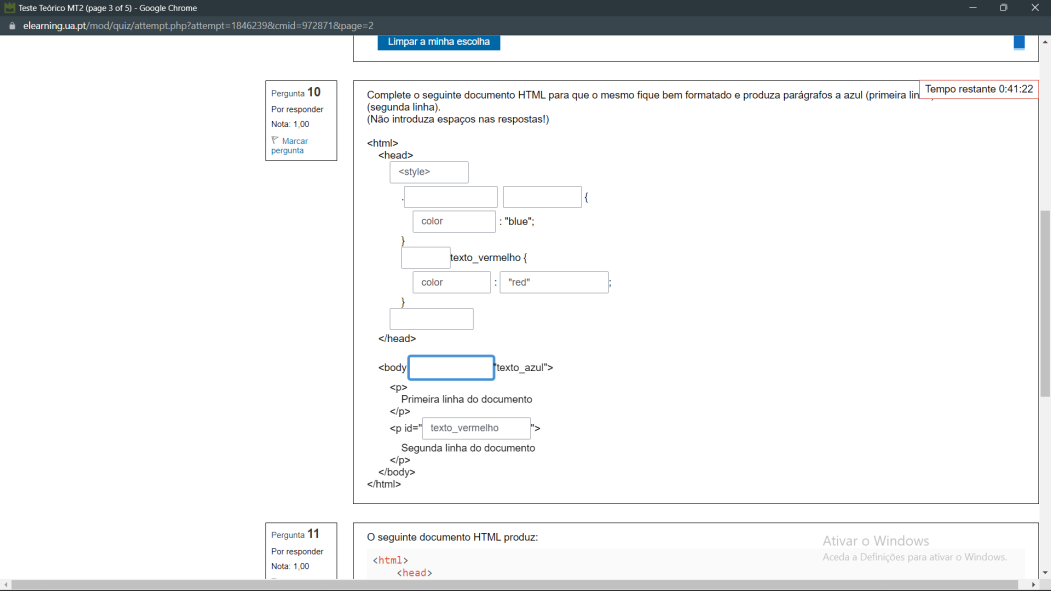 Teste Teórico MT2 (page 3 of 5) - Google Chrome
elearning.ua.pt/mod/quiz/attempt.php?attempt=1846239&cmid=972871&page=2
Limpar a minha escolha
Pergunta 10
Por responder
Nota: 1,00
Marcar pergunta
Tempo restante 0:41:22
Complete o seguinte documento HTML para que o mesmo fique bem formatado e produza parágrafos a azul (primeira
(segunda linha).
(Não introduza espaços nas respostas!)
<html>
<head>
<style>
. {
color : "blue";
}
texto_vermelho {
color : "red" ;
}
</head>
<body "texto_azul">
<p>
Primeira linha do documento
</p>
<p id=" texto_vermelho ">
Segunda linha do documento
</p>
</body>
</html>
Pergunta 11
Por responder
Nota: 1,00
O seguinte documento HTML produz:
<html>
<head>
Ativar o Windows
Aceda a Definições para ativar o Windows.